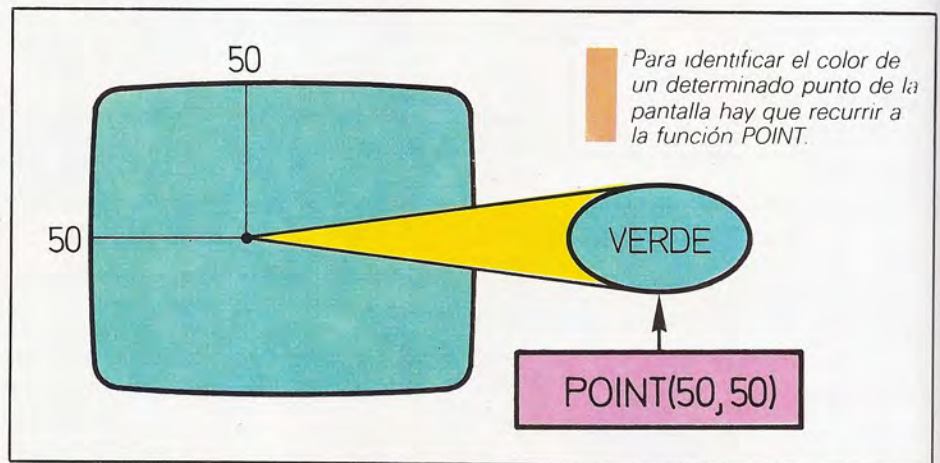 50
Para identificar el color de
un determinado punto de la
pantalla hay que recurrir a
la función POINT.
50
VERDE
POINT(50,50)